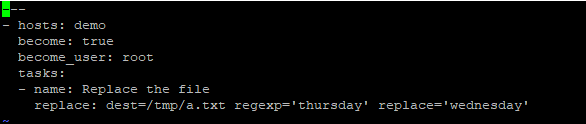 ---
- hosts: demo
  become: true
  become_user: root
  tasks:
  - name: Replace the file
    replace: dest=/tmp/a.txt regexp='thursday' replace='wednesday'
~